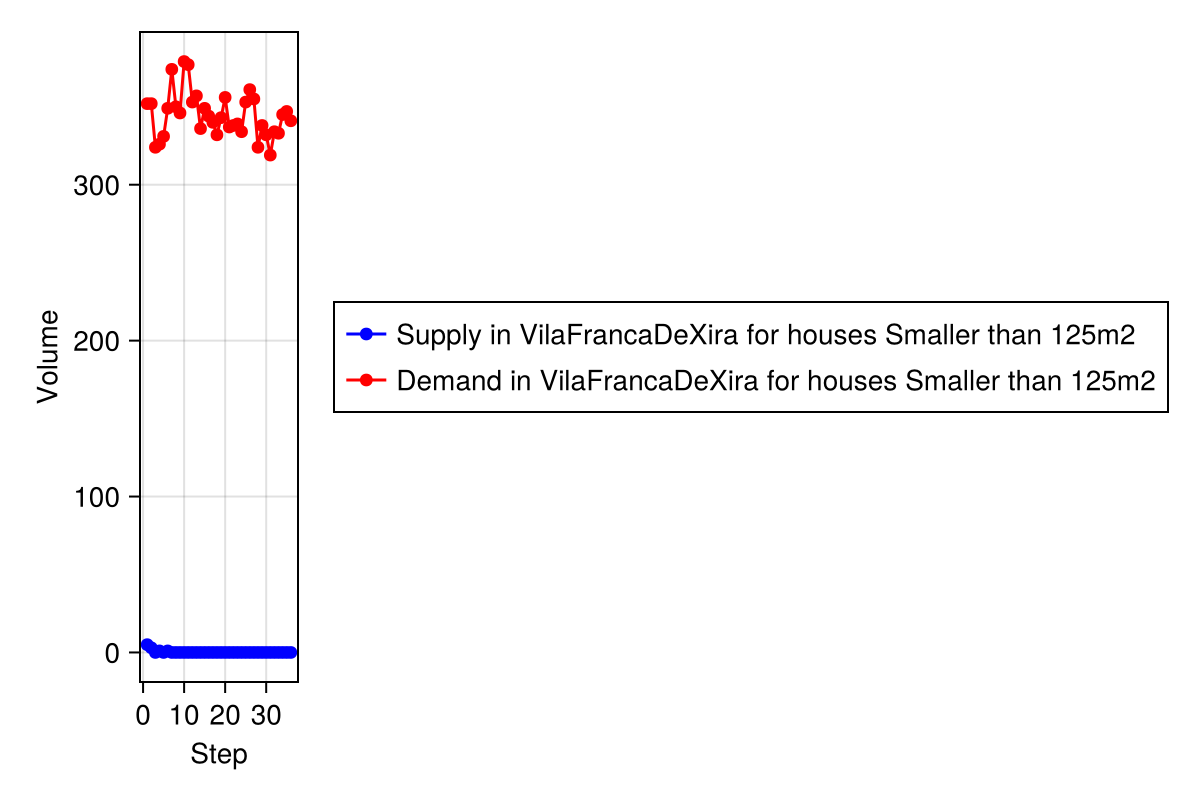 300
200
100
0
Volume
0 10 20 30
Step
Supply in VilaFrancaDeXira for houses Smaller than 125m2
Demand in VilaFrancaDeXira for houses Smaller than 125m2